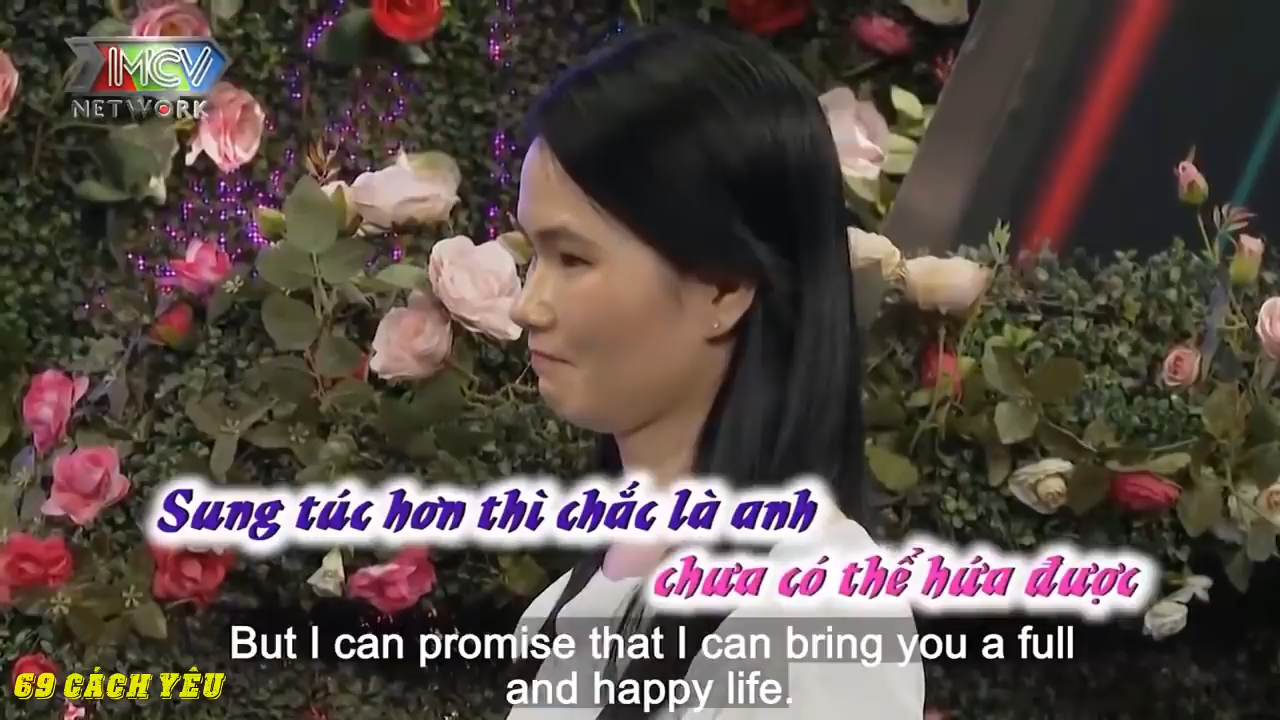 MCV
NETWORK
Sung túc hơn thì chắc là anh
chưa có thể hứa được
But I can promise that I can bring you a full
and happy life.
69 CÁCH YÊU